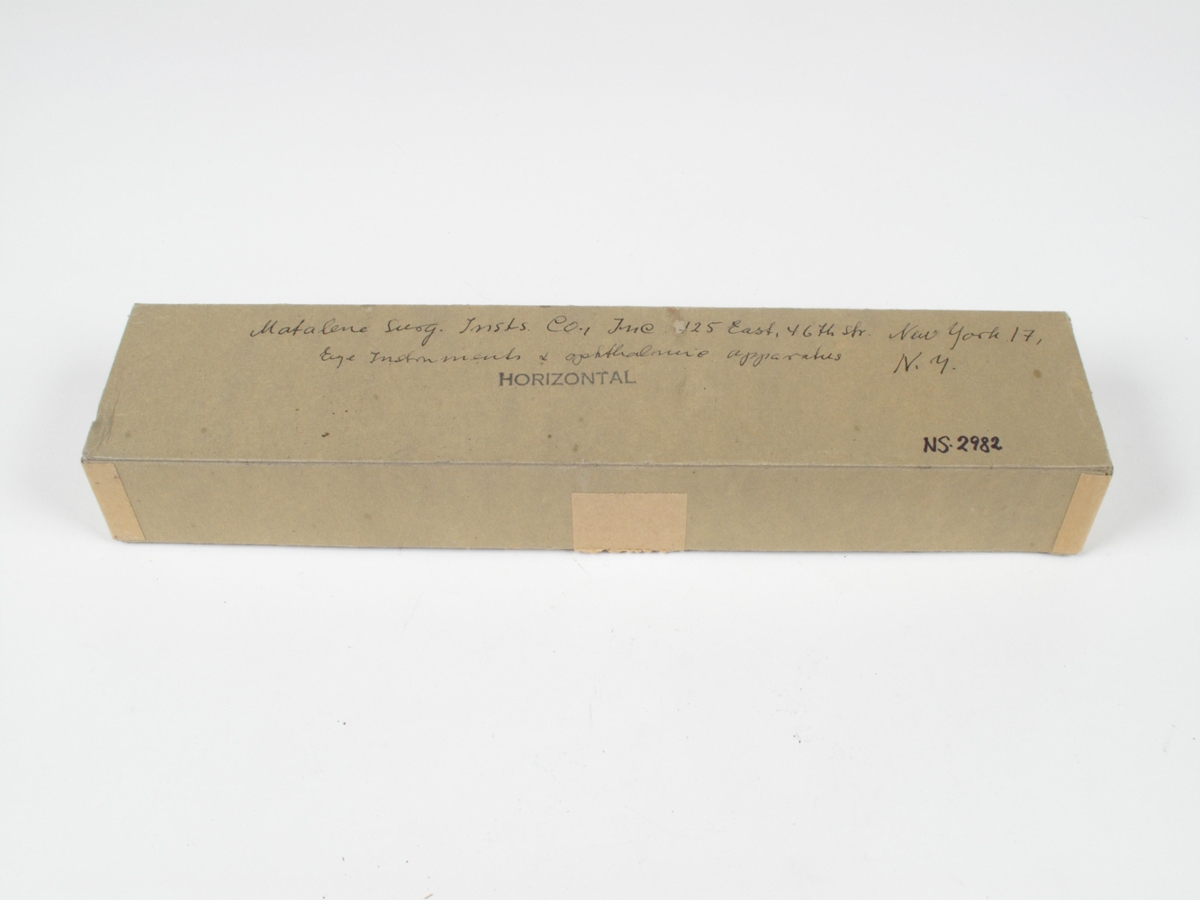 Matalene Surg. Insts. Co., Inc 125 East, 46th str. New York 17,
Eye Instruments & ophthalmic apparatus N. Y.
HORIZONTAL
NS.2982